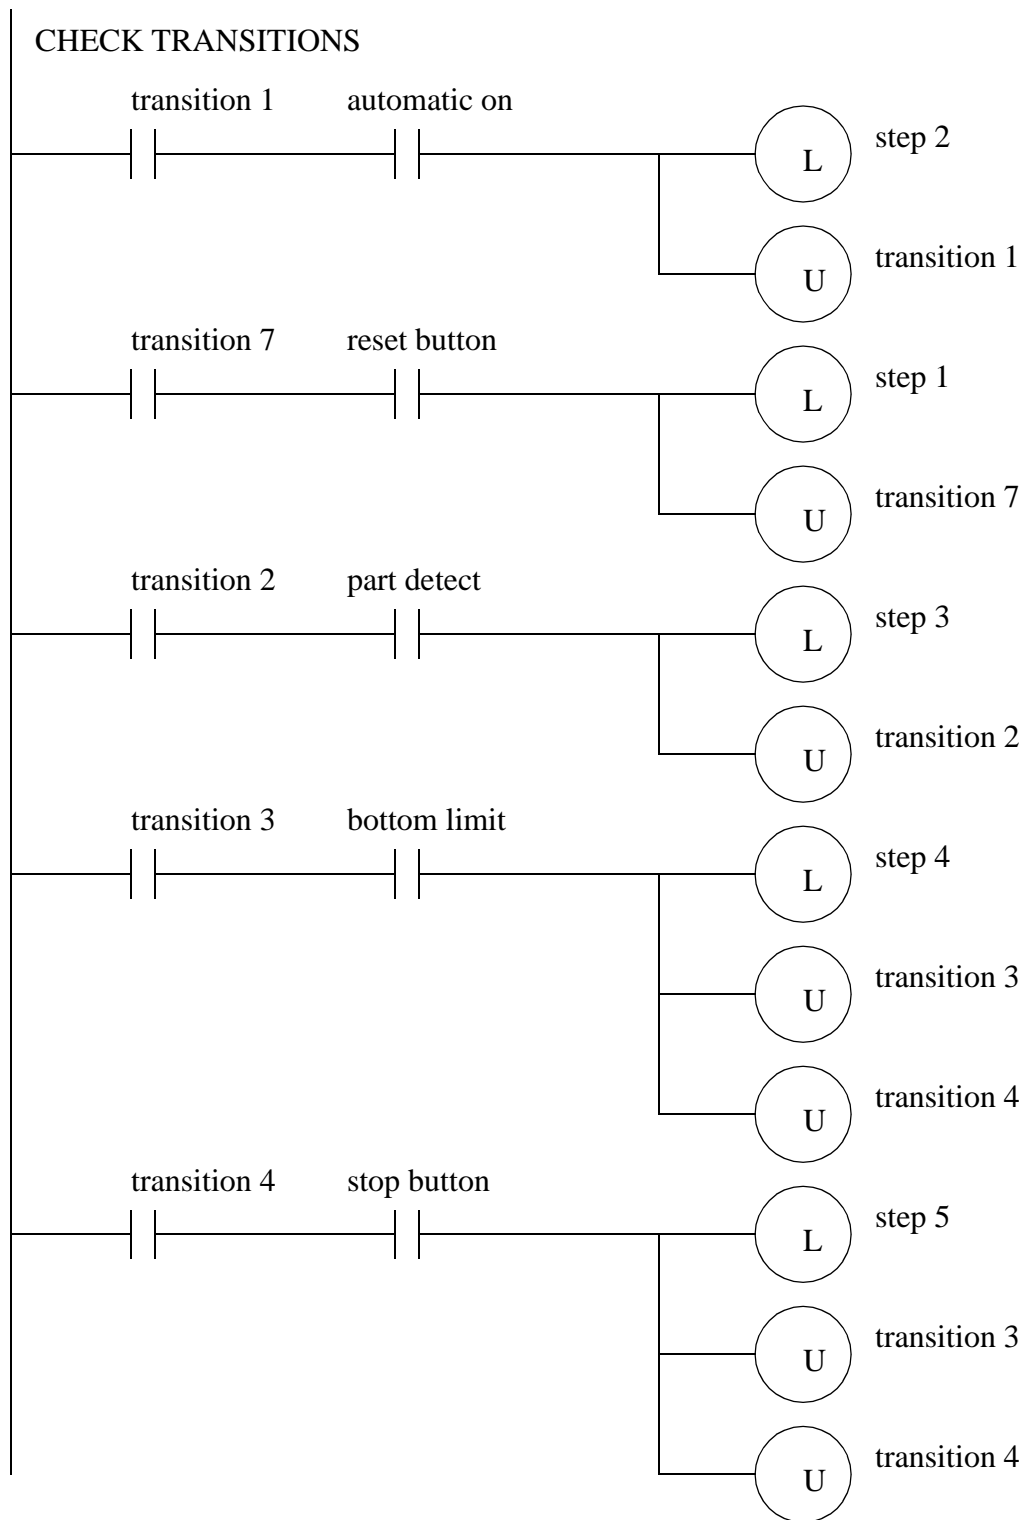 CHECK TRANSITIONS
transition 1 automatic on
step 2
L
transition 1
U
transition 7 reset button
step 1
L
transition 7
U
transition 2 part detect
step 3
L
transition 2
U
transition 3 bottom limit
step 4
L
transition 3
U
transition 4
U
transition 4 stop button
step 5
L
transition 3
U
transition 4
U